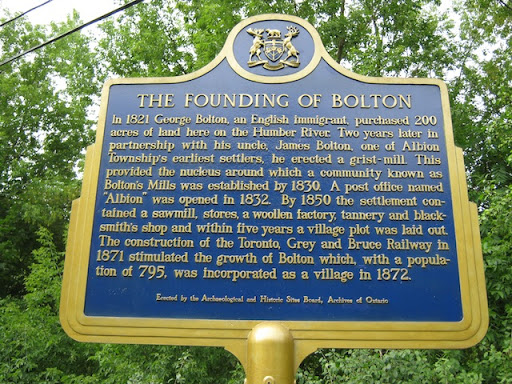 THE FOUNDING OF BOLTON
In 1821 George Bolton, an English immigrant, purchased 200
acres of land here on the Humber River. Two years later in
partnership with his uncle, James Bolton, one of Albion
Township's earliest settlers, he erected a grist-mill. This
provided the nucleus around which a community known as
Bolton's Mills was established by 1830. A post office named
"Albion" was opened in 1832. By 1850 the settlement con-
tained a sawmill, stores, a woollen factory, tannery and black-
smith's shop and within five years a village plot was laid out.
The construction of the Toronto, Grey and Bruce Railway in
1871 stimulated the growth of Bolton which, with a popula-
tion of 795, was incorporated as a village in 1872.
Erected by the Archaeological and Historic Sites Board, Archives of Ontario